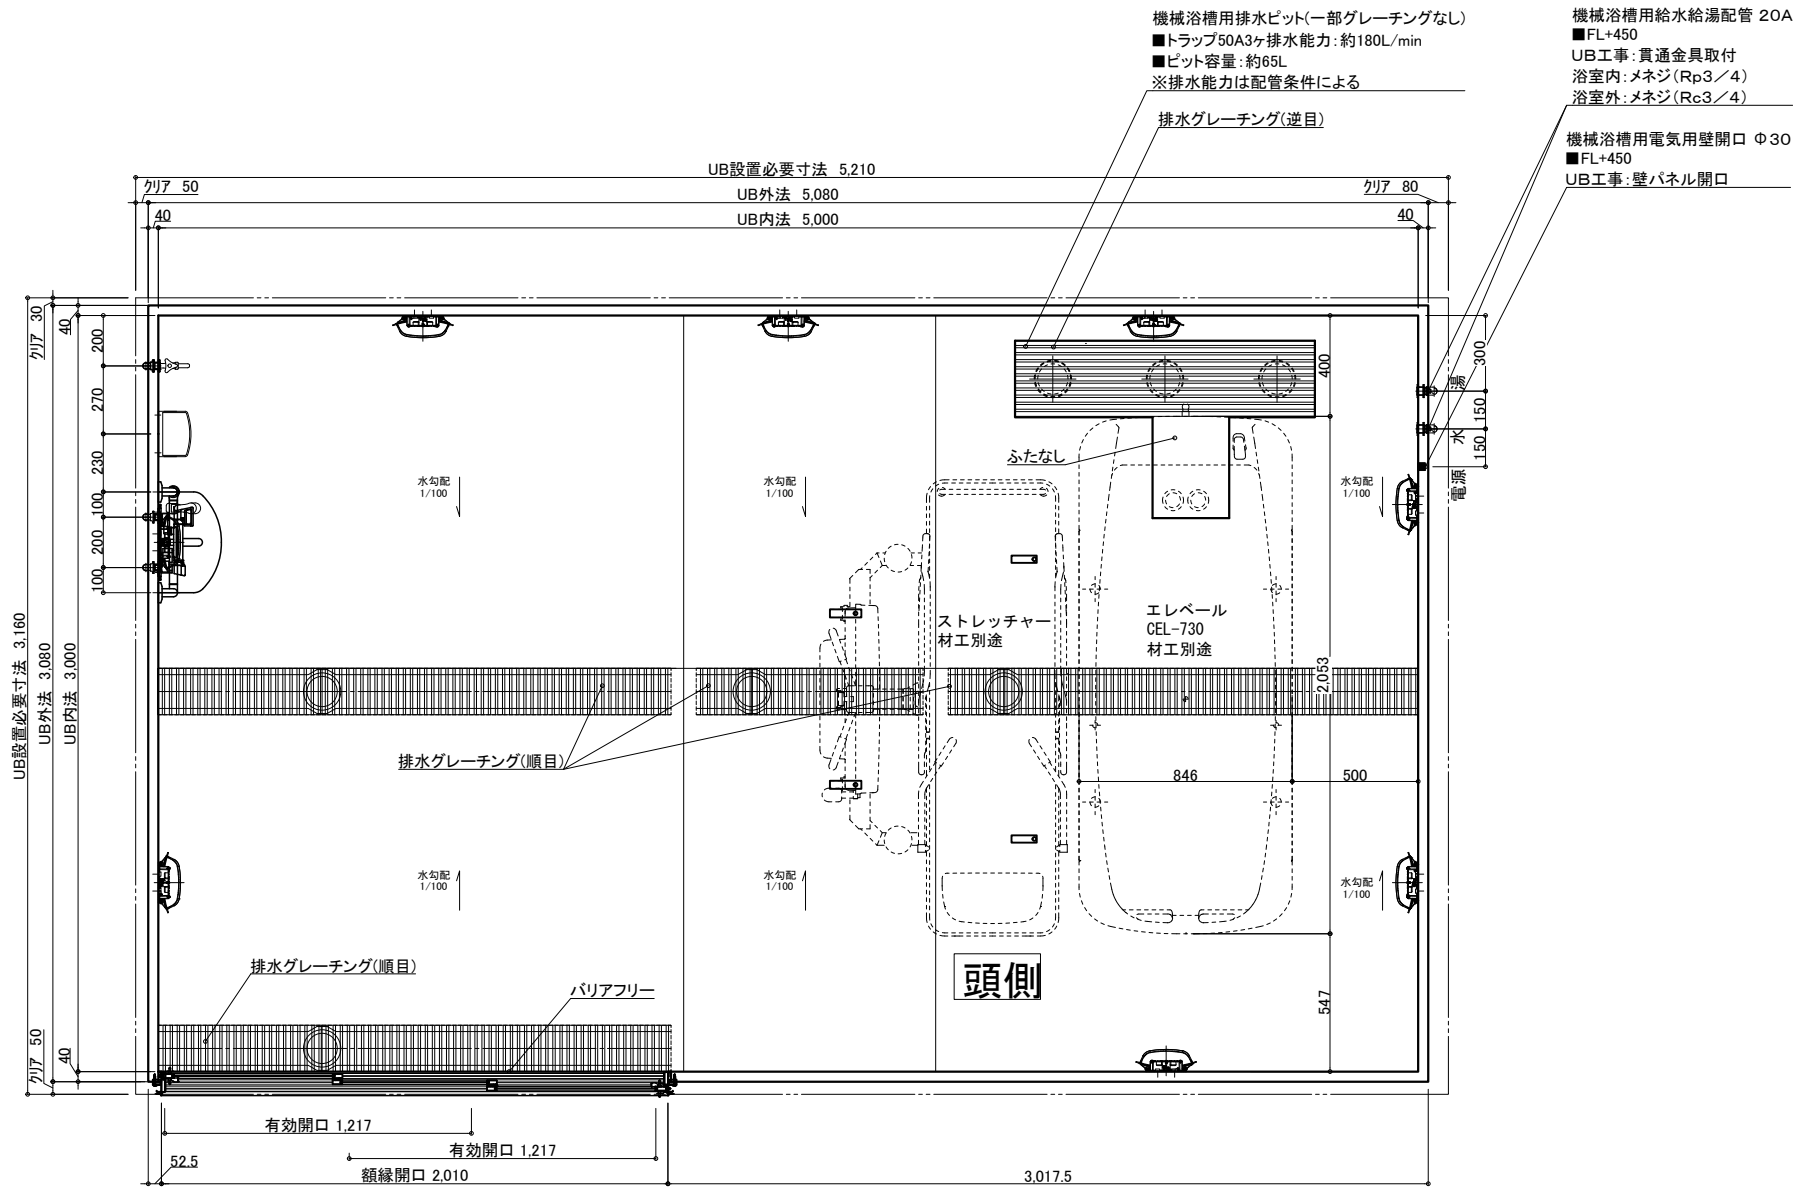 機械浴槽用排水ピット(一部グレーチングなし)
■トラップ50A3ヶ排水能力：約180L/min
■ピット容量：約65L
※排水能力は配管条件による
排水グレーチング(逆目)
機械浴槽用給水給湯配管 20A
■FL+450
UB工事：貫通金具取付
浴室内：メネジ(Rp3／4)
浴室外：メネジ(Rc3／4)
機械浴槽用電気用壁開口 Φ30
■FL+450
UB工事：壁パネル開口
UB設置必要寸法 5,210
クリア 50
UB外法 5,080
クリア 80
40
UB内法 5,000
40
クリア 30
40
200
270
230
100
200
100
UB設置必要寸法 3,160
UB外法 3,080
UB内法 3,000
クリア 50
40
400
300
湯
150
水
150
電源
ふたなし
水勾配
1/100
水勾配
1/100
水勾配
1/100
ストレッチャー
材工別途
エレベール
CEL-730
材工別途
2,053
排水グレーチング(順目)
846
500
水勾配
1/100
水勾配
1/100
水勾配
1/100
排水グレーチング(順目)
バリアフリー
頭側
547
有効開口 1,217
有効開口 1,217
52.5
額縁開口 2,010
3,017.5